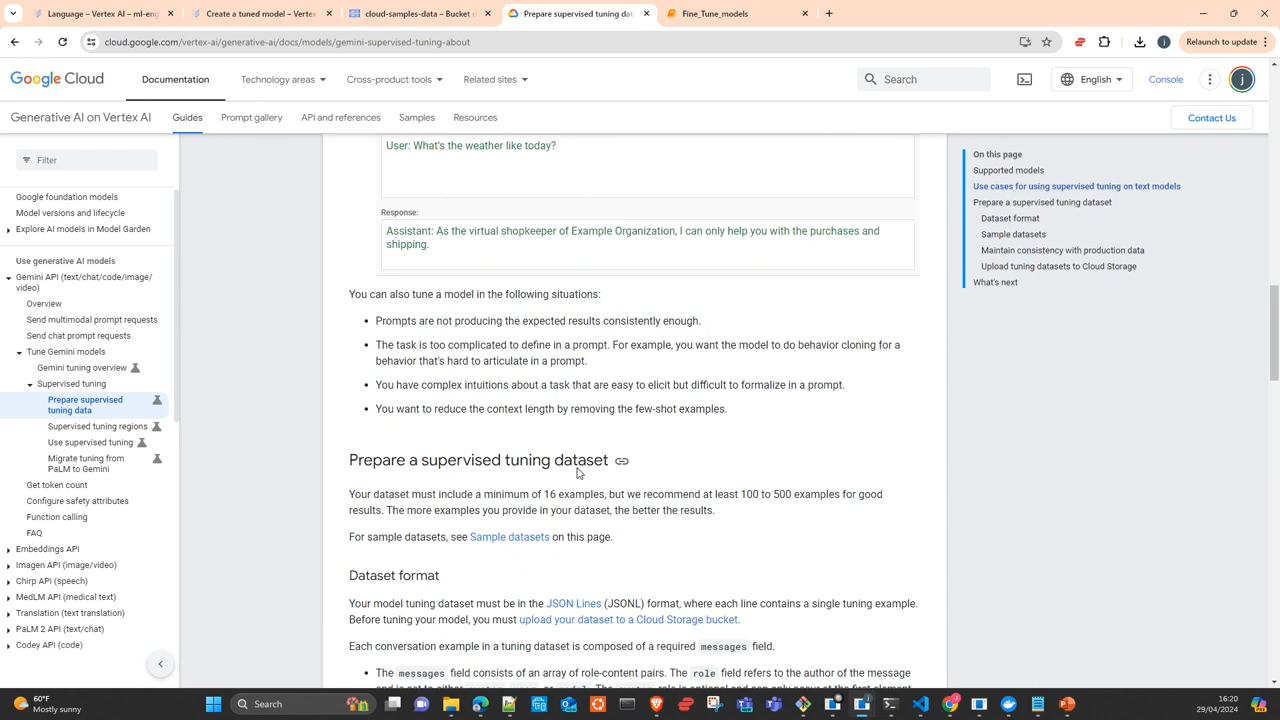 Language – Vertex AI – ml-eng
Create a tuned model – Vertex
cloud-samples-data – Bucket d
Prepare supervised tuning dat
Fine_Tune_models
cloud.google.com/vertex-ai/generative-ai/docs/models/gemini-supervised-tuning-about
Relaunch to update
Google Cloud
Documentation
Technology areas
Cross-product tools
Related sites
Search
English
Console
j
Generative AI on Vertex AI
Guides
Prompt gallery
API and references
Samples
Resources
Contact Us
Filter
Google foundation models
Model versions and lifecycle
Explore AI models in Model Garden
Use generative AI models
Gemini API (text/chat/code/image/
video)
Overview
Send multimodal prompt requests
Send chat prompt requests
Tune Gemini models
Gemini tuning overview
Supervised tuning
Prepare supervised
tuning data
Supervised tuning regions
Use supervised tuning
Migrate tuning from
PaLM to Gemini
Get token count
Configure safety attributes
Function calling
FAQ
Embeddings API
Imagen API (image/video)
Chirp API (speech)
MedLM API (medical text)
Translation (text translation)
PaLM 2 API (text/chat)
Codey API (code)
User: What's the weather like today?
Response:
Assistant: As the virtual shopkeeper of Example Organization, I can only help you with the purchases and
shipping.
You can also tune a model in the following situations:
• Prompts are not producing the expected results consistently enough.
• The task is too complicated to define in a prompt. For example, you want the model to do behavior cloning for a
behavior that's hard to articulate in a prompt.
• You have complex intuitions about a task that are easy to elicit but difficult to formalize in a prompt.
• You want to reduce the context length by removing the few-shot examples.
Prepare a supervised tuning dataset
Your dataset must include a minimum of 16 examples, but we recommend at least 100 to 500 examples for good
results. The more examples you provide in your dataset, the better the results.
For sample datasets, see Sample datasets on this page.
Dataset format
Your model tuning dataset must be in the JSON Lines (JSONL) format, where each line contains a single tuning example.
Before tuning your model, you must upload your dataset to a Cloud Storage bucket.
Each conversation example in a tuning dataset is composed of a required messages field.
• The messages field consists of an array of role-content pairs. The role field refers to the author of the message
On this page
Supported models
Use cases for using supervised tuning on text models
Prepare a supervised tuning dataset
Dataset format
Sample datasets
Maintain consistency with production data
Upload tuning datasets to Cloud Storage
What's next
60°F
Mostly sunny
Search
16:20
29/04/2024